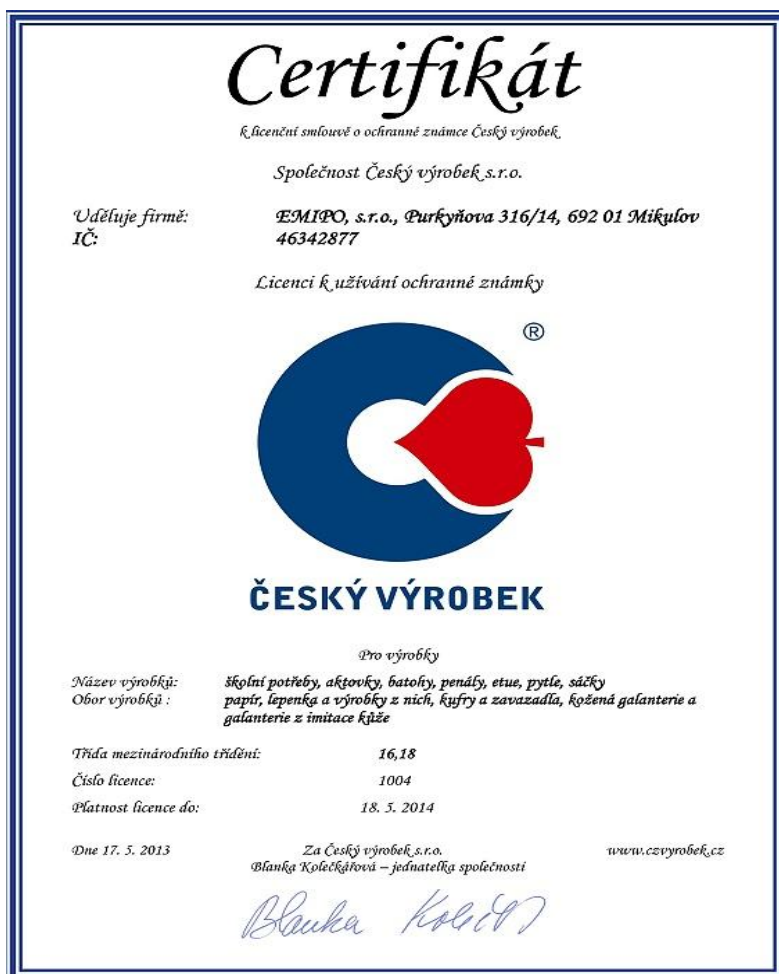 Certifikát
k licenční smlouvě o ochranné známce Český výrobek
Společnost Český výrobek s.r.o.
Uděluje firmě: EMIPO, s.r.o., Purkyňova 316/14, 692 01 Mikulov
IČ: 46342877
Licenci k užívání ochranné známky
®
ČESKÝ VÝROBEK
Pro výrobky
Název výrobků: školní potřeby, aktovky, batohy, penály, etue, pytle, sáčky
Obor výrobků : papír, lepenka a výrobky z nich, kufry a zavazadla, kožená galanterie a
galanterie z imitace kůže
Třída mezinárodního třídění: 16,18
Číslo licence: 1004
Platnost licence do: 18. 5. 2014
Dne 17. 5. 2013 Za Český výrobek s.r.o. www.czvyrobek.cz
Blanka Kolečkářová – jednatelka společnosti
Blanka